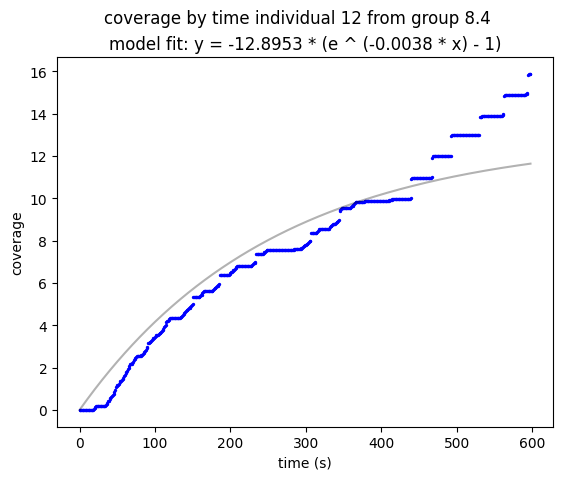 coverage by time individual 12 from group 8.4
model fit: y = -12.8953 * (e ^ (-0.0038 * x) - 1)
16
14
12
10
8
6
4
2
0
coverage
0 100 200 300 400 500 600
time (s)